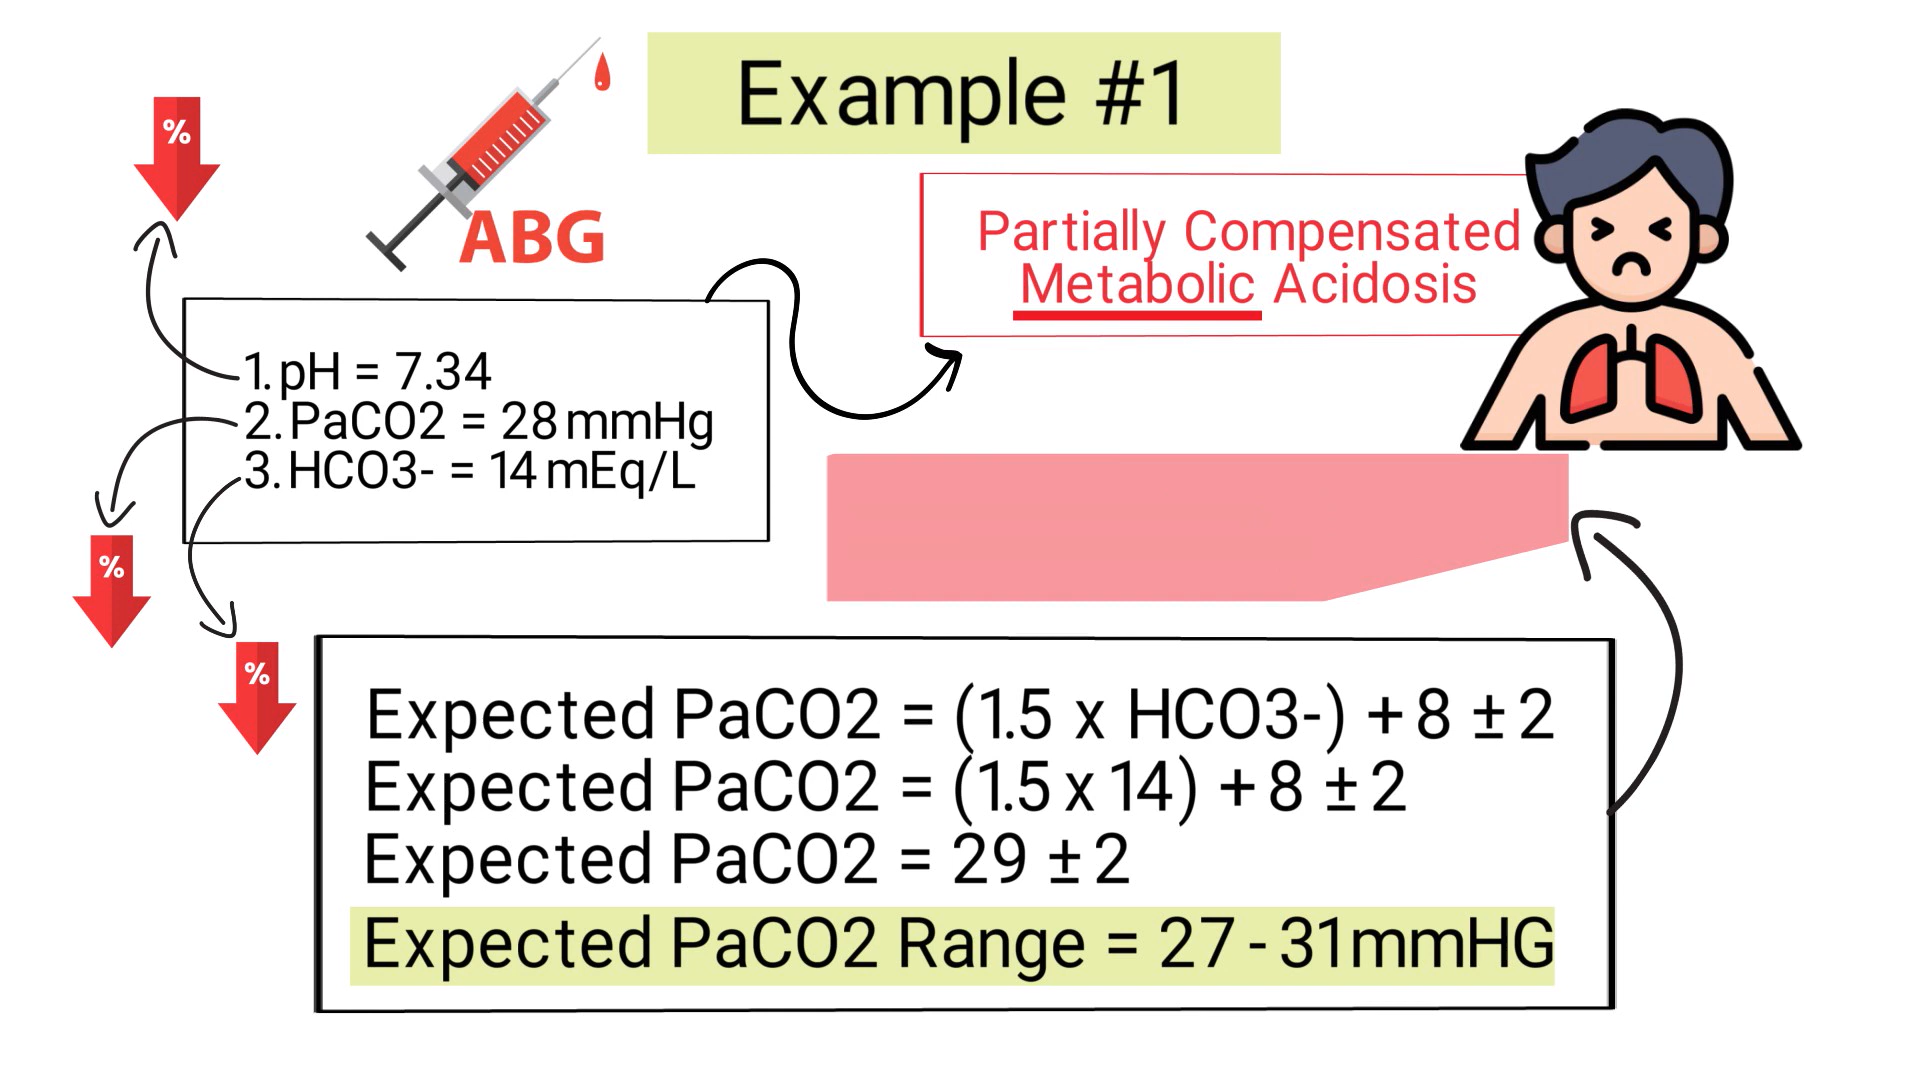 Example #1
%
ABG
Partially Compensated
Metabolic Acidosis
1. pH = 7.34
2. PaCO2 = 28 mmHg
3. HCO3- = 14 mEq/L
%
%
Expected PaCO2 = (1.5 x HCO3-) + 8 ± 2
Expected PaCO2 = (1.5 x 14) + 8 ± 2
Expected PaCO2 = 29 ± 2
Expected PaCO2 Range = 27 - 31mmHG